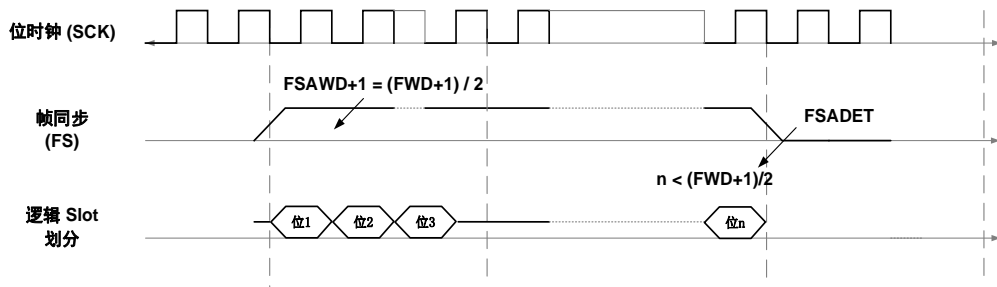 位时钟 (SCK)
FSAWD+1 = (FWD+1) / 2
帧同步
(FS)
FSADET
n < (FWD+1)/2
逻辑 Slot
划分
位1
位2
位3
位n